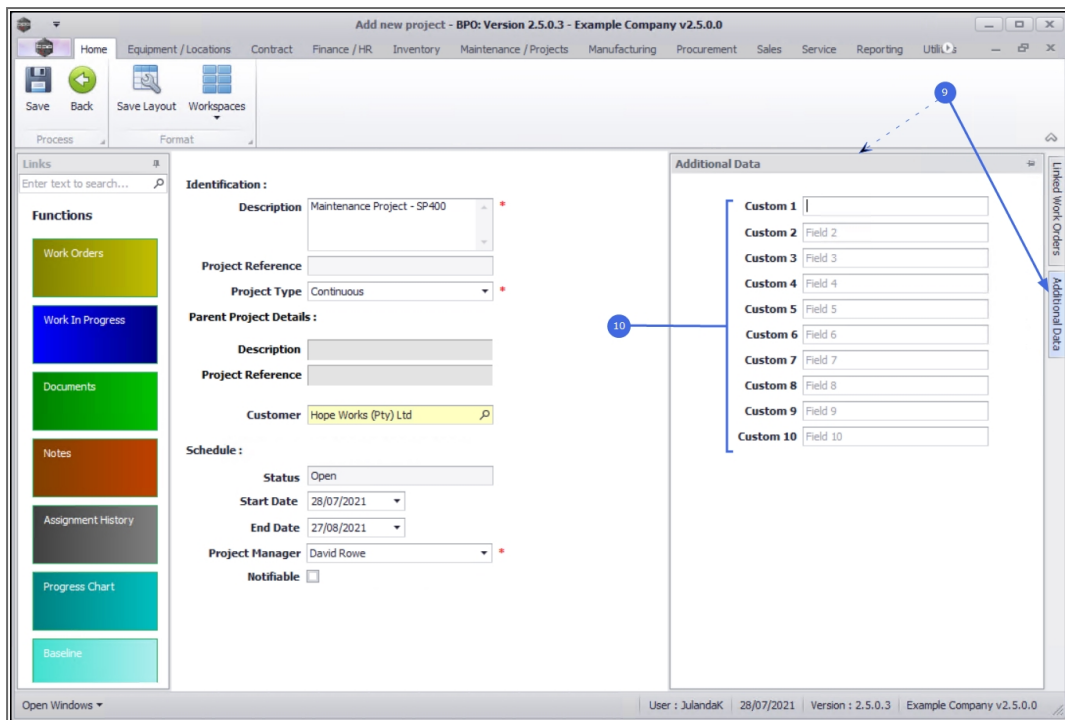 Add new project - BPO: Version 2.5.0.3 - Example Company v2.5.0.0
Home Equipment / Locations Contract Finance / HR Inventory Maintenance / Projects Manufacturing Procurement Sales Service Reporting
Save Back Save Layout Workspaces
Process Format
9
Links
Enter text to search...
Functions
Work Orders
Work In Progress
Documents
Notes
Assignment History
Progress Chart
Baseline
Identification :
Description Maintenance Project - SP400 *
Project Reference
Project Type Continuous *
Parent Project Details :
Description
Project Reference
Customer Hope Works (Pty) Ltd
Schedule :
Status Open
Start Date 28/07/2021
End Date 27/08/2021
Project Manager David Rowe *
Notifiable
Additional Data
10
Custom 1
Custom 2 Field 2
Custom 3 Field 3
Custom 4 Field 4
Custom 5 Field 5
Custom 6 Field 6
Custom 7 Field 7
Custom 8 Field 8
Custom 9 Field 9
Custom 10 Field 10
Linked Work Orders
Additional Data
Open Windows
User : JulandaK 28/07/2021 Version : 2.5.0.3 Example Company v2.5.0.0